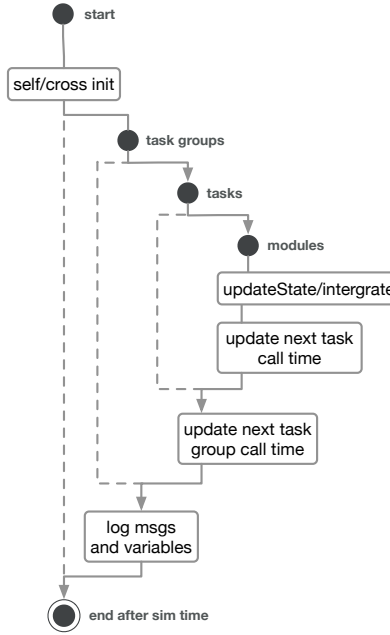 start
self/cross init
task groups
tasks
modules
updateState/intergrate
update next task
call time
update next task
group call time
log msgs
and variables
end after sim time